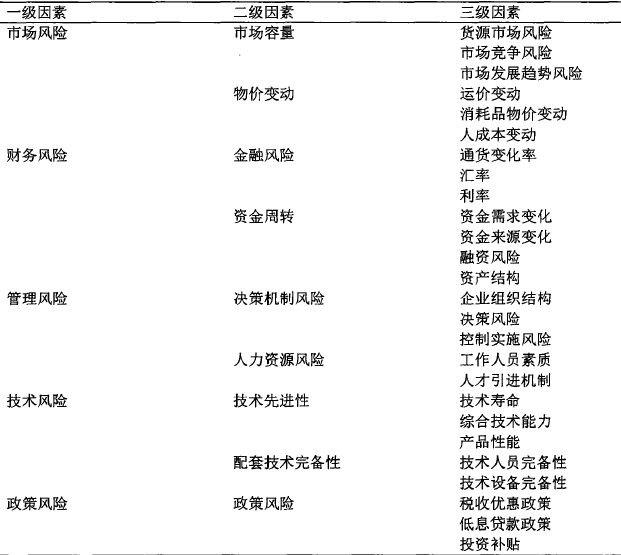 一级因素 二级因素 三级因素
市场风险 市场容量 货源市场风险
市场竞争风险
市场发展趋势风险
物价变动 运价变动
消耗品物价变动
人成本变动
财务风险 金融风险 通货变化率
汇率
利率
资金周转 资金需求变化
资金来源变化
融资风险
资产结构
管理风险 决策机制风险 企业组织结构
决策风险
控制实施风险
人力资源风险 工作人员素质
人才引进机制
技术风险 技术先进性 技术寿命
综合技术能力
产品性能
配套技术完备性 技术人员完备性
技术设备完备性
政策风险 政策风险 税收优惠政策
低息贷款政策
投资补贴